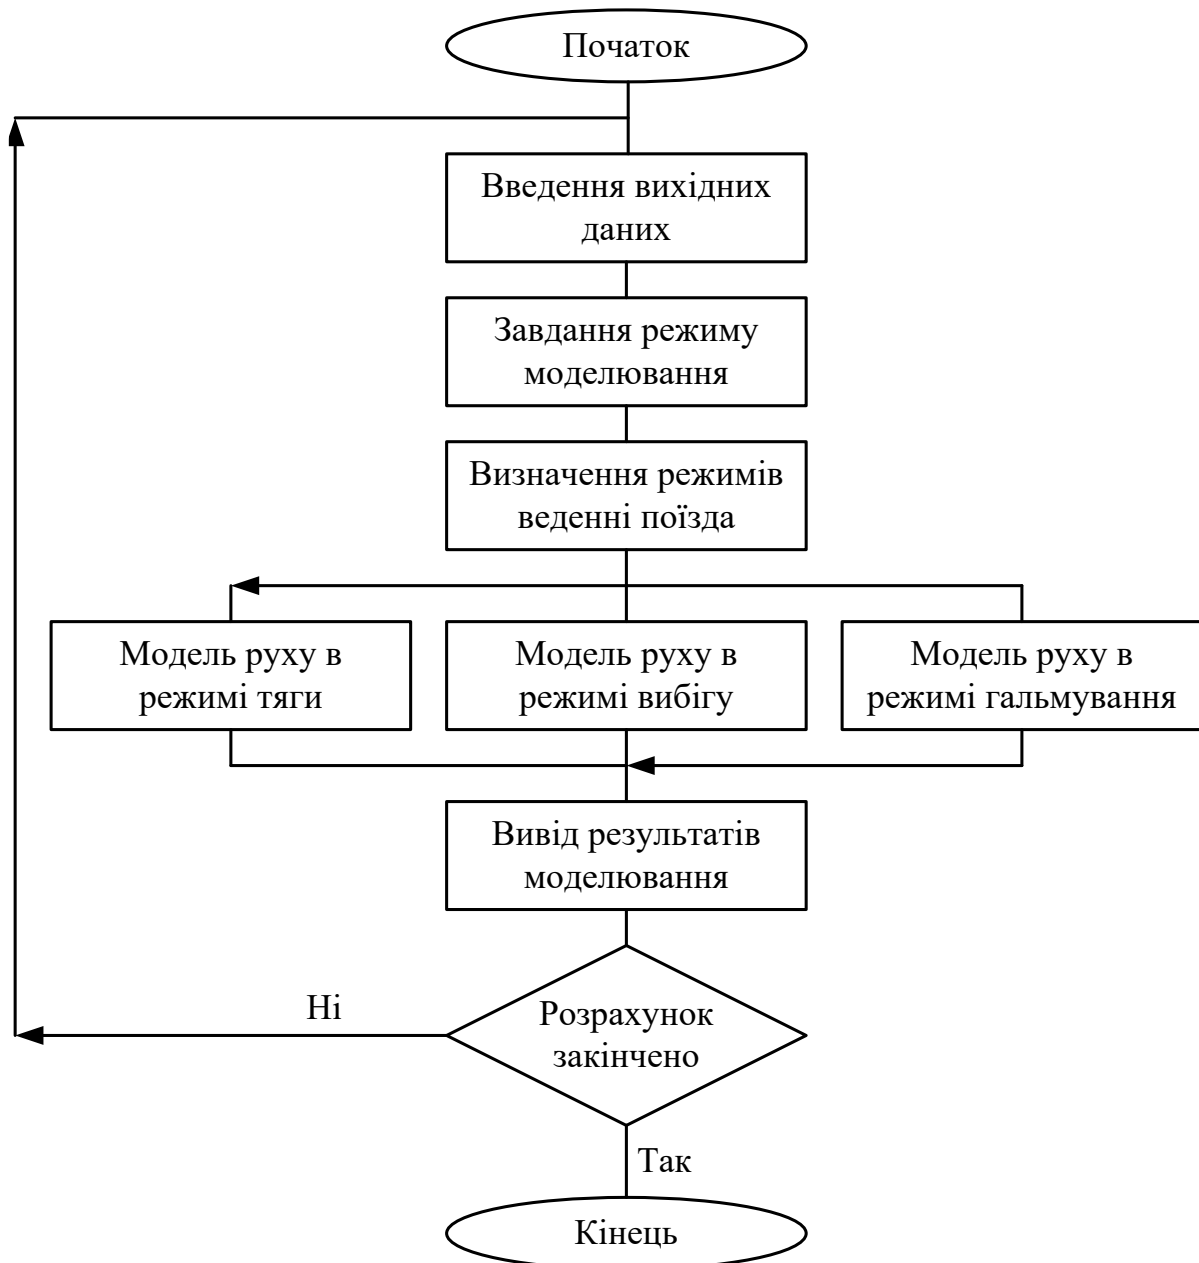 Початок
Введення вихідних
даних
Завдання режиму
моделювання
Визначення режимів
веденні поїзда
Модель руху в
режимі тяги
Модель руху в
режимі вибігу
Модель руху в
режимі гальмування
Вивід результатів
моделювання
Ні
Розрахунок
закінчено
Так
Кінець